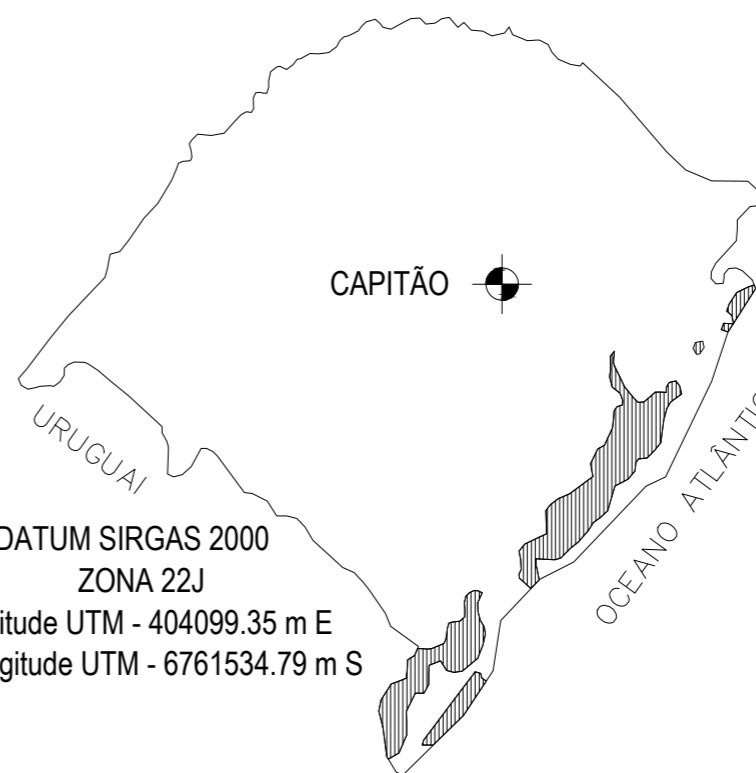 CAPITÃO
URUGUAI
OCEANO ATLÂNTIC
DATUM SIRGAS 2000
ZONA 22J
itude UTM - 404099.35 m E
gitude UTM - 6761534.79 m S